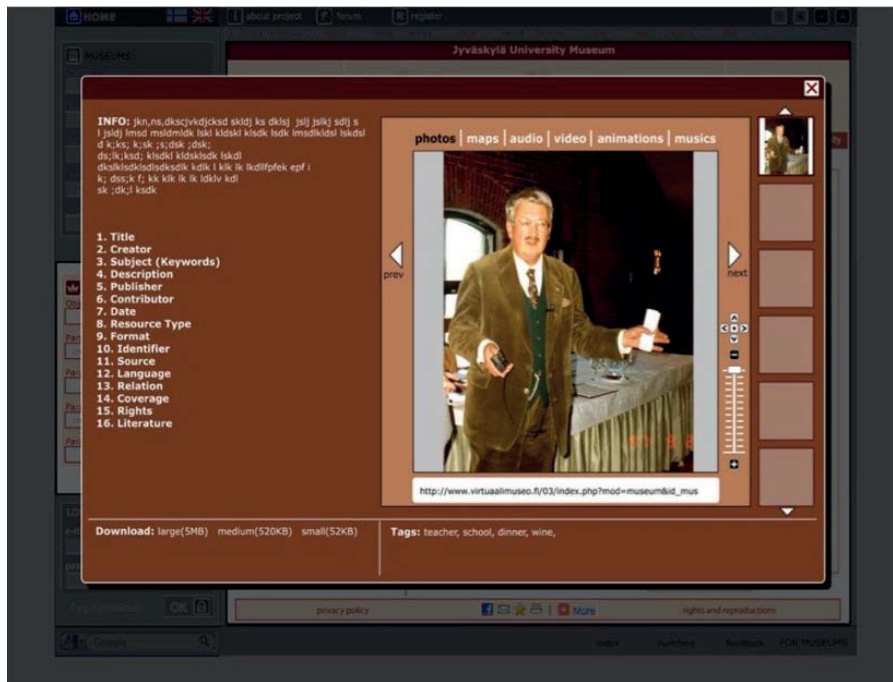 HOME
about project
forum
register
MUSEUMS
Jyväskylä University Museum
INFO: jkn,ns,dkscjvkdjcksd skldj ks dklsj jslj jslkj sdlj s
l jsldj lmsd msldmldk lskl kldskl klsdk lsdk lmsdlkldsl lskdsl
d k;ks; k;sk ;s;dsk ;dsk;
ds;lk;ksd; klsdkl kldsklsdk lskdl
dkslklsdklsdlsdksdlk kdlk l klk lk lkdllfpfek epf i
k; dss;k f; kk klk lk lk ldklv kdl
sk ;dk;l ksdk
1. Title
2. Creator
3. Subject (Keywords)
4. Description
5. Publisher
6. Contributor
7. Date
8. Resource Type
9. Format
10. Identifier
11. Source
12. Language
13. Relation
14. Coverage
15. Rights
16. Literature
photos | maps | audio | video | animations | musics
prev
next
http://www.virtuaalimuseo.fi/03/index.php?mod=museum&id_mus
Download: large(5MB) medium(520KB) small(52KB)
Tags: teacher, school, dinner, wine,
OK
privacy policy
More
rights and reproductions
Google
index
feedback
FOR MUSEUMS